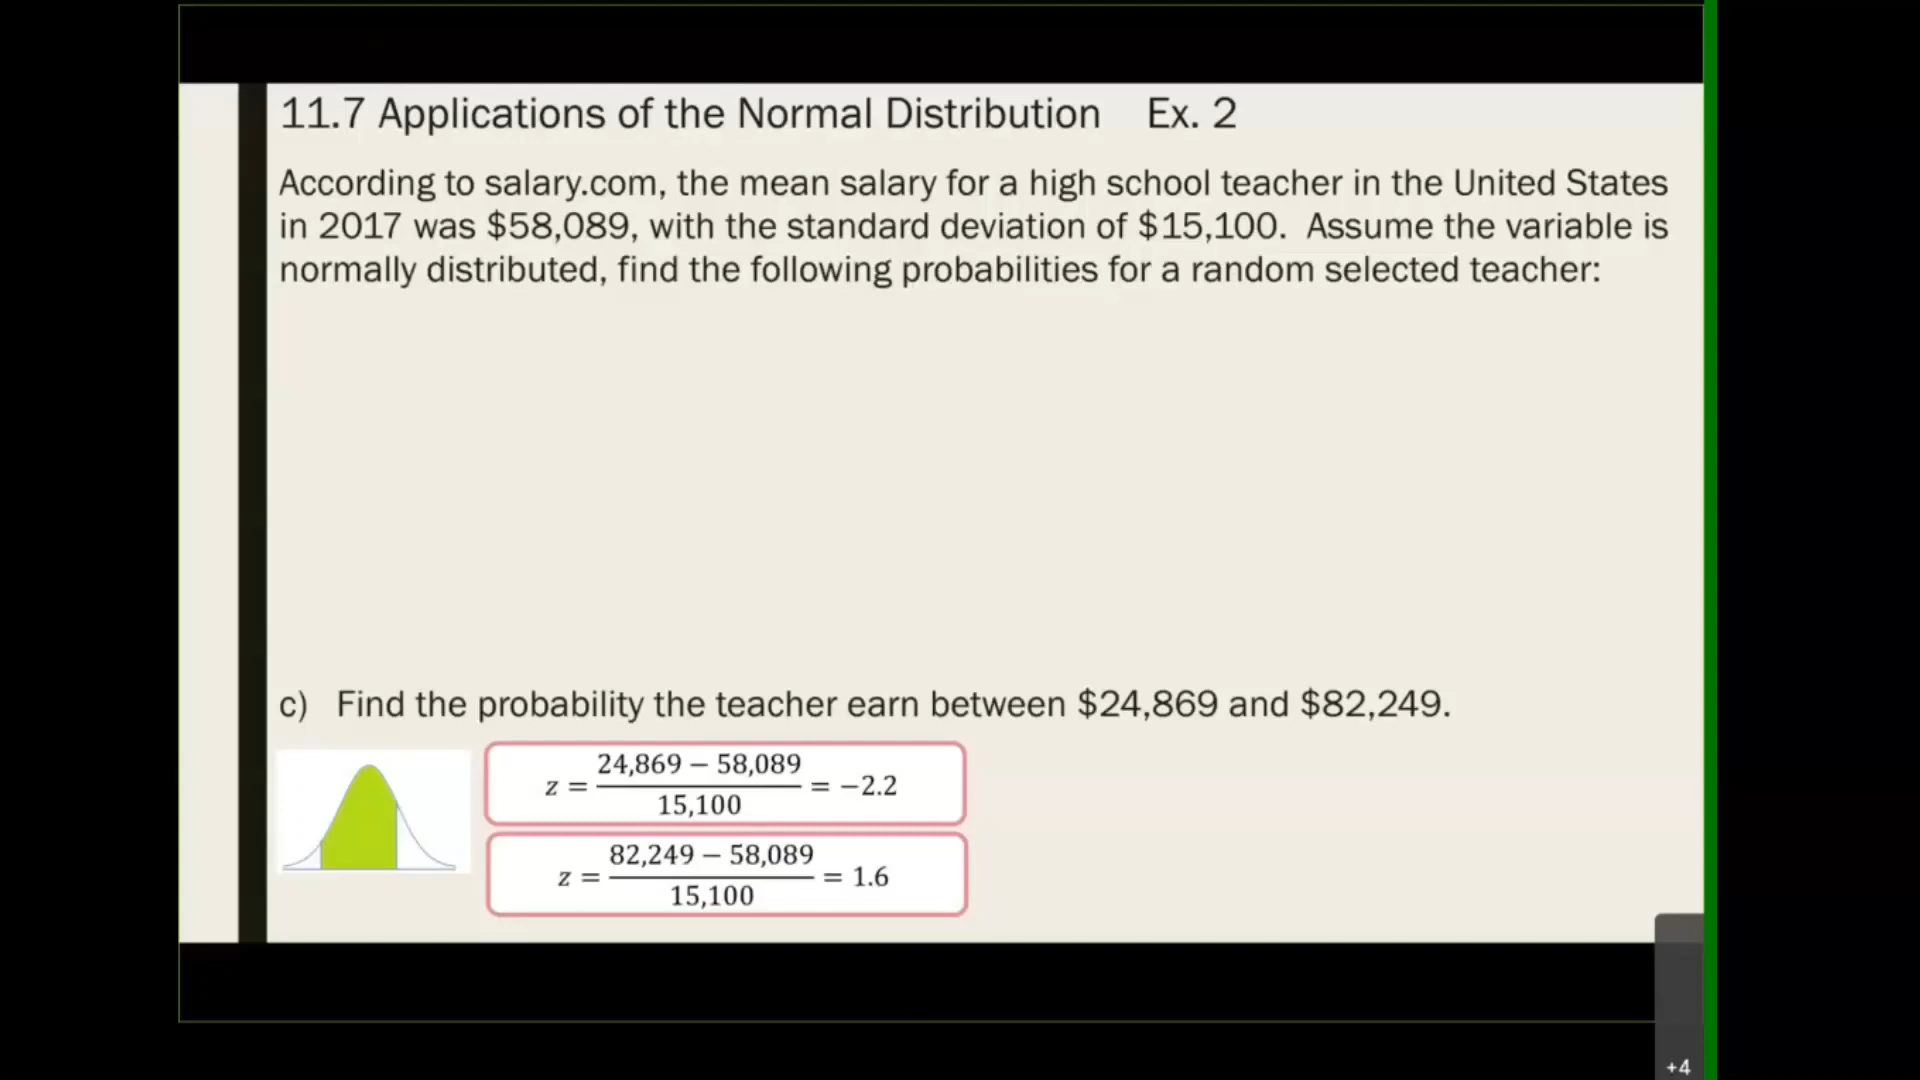 11.7 Applications of the Normal Distribution Ex. 2
According to salary.com, the mean salary for a high school teacher in the United States
in 2017 was $58,089, with the standard deviation of $15,100. Assume the variable is
normally distributed, find the following probabilities for a random selected teacher:
c) Find the probability the teacher earn between $24,869 and $82,249.
z = \frac{24,869 − 58,089}{15,100} = −2.2
z = \frac{82,249 − 58,089}{15,100} = 1.6
+4